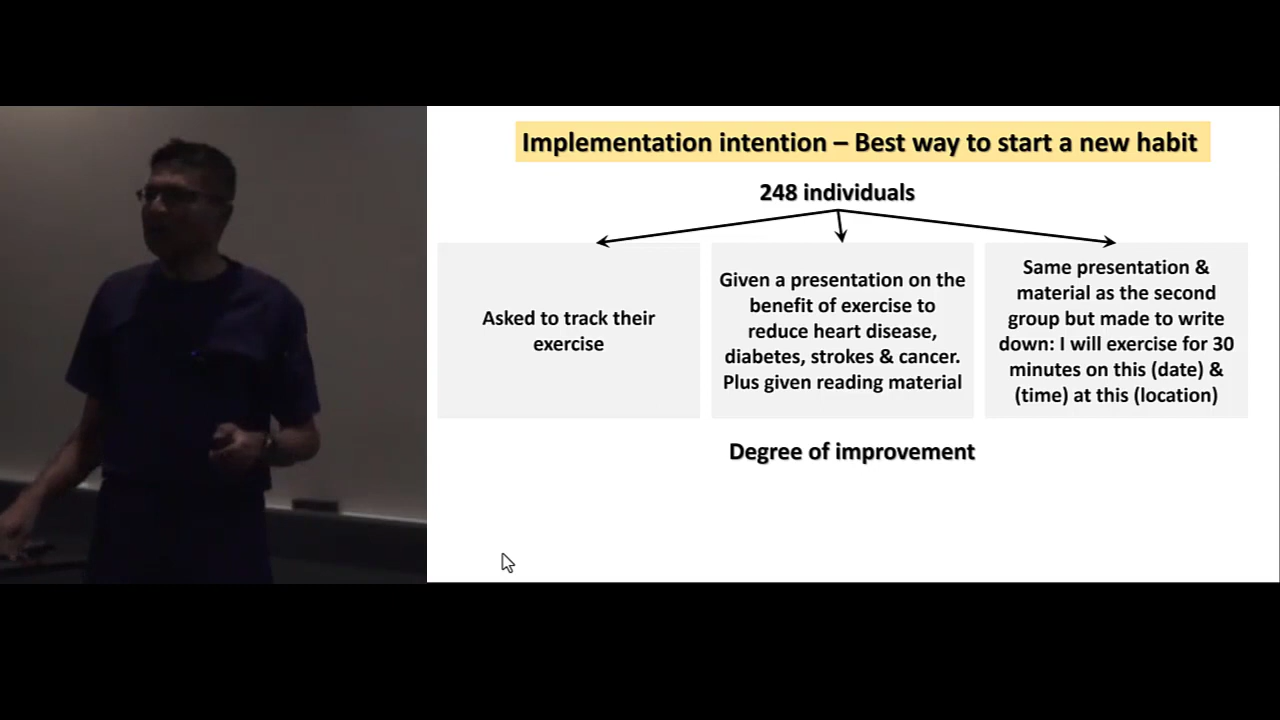 Implementation intention – Best way to start a new habit
248 individuals
Asked to track their
exercise
Given a presentation on the
benefit of exercise to
reduce heart disease,
diabetes, strokes & cancer.
Plus given reading material
Same presentation &
material as the second
group but made to write
down: I will exercise for 30
minutes on this (date) &
(time) at this (location)
Degree of improvement